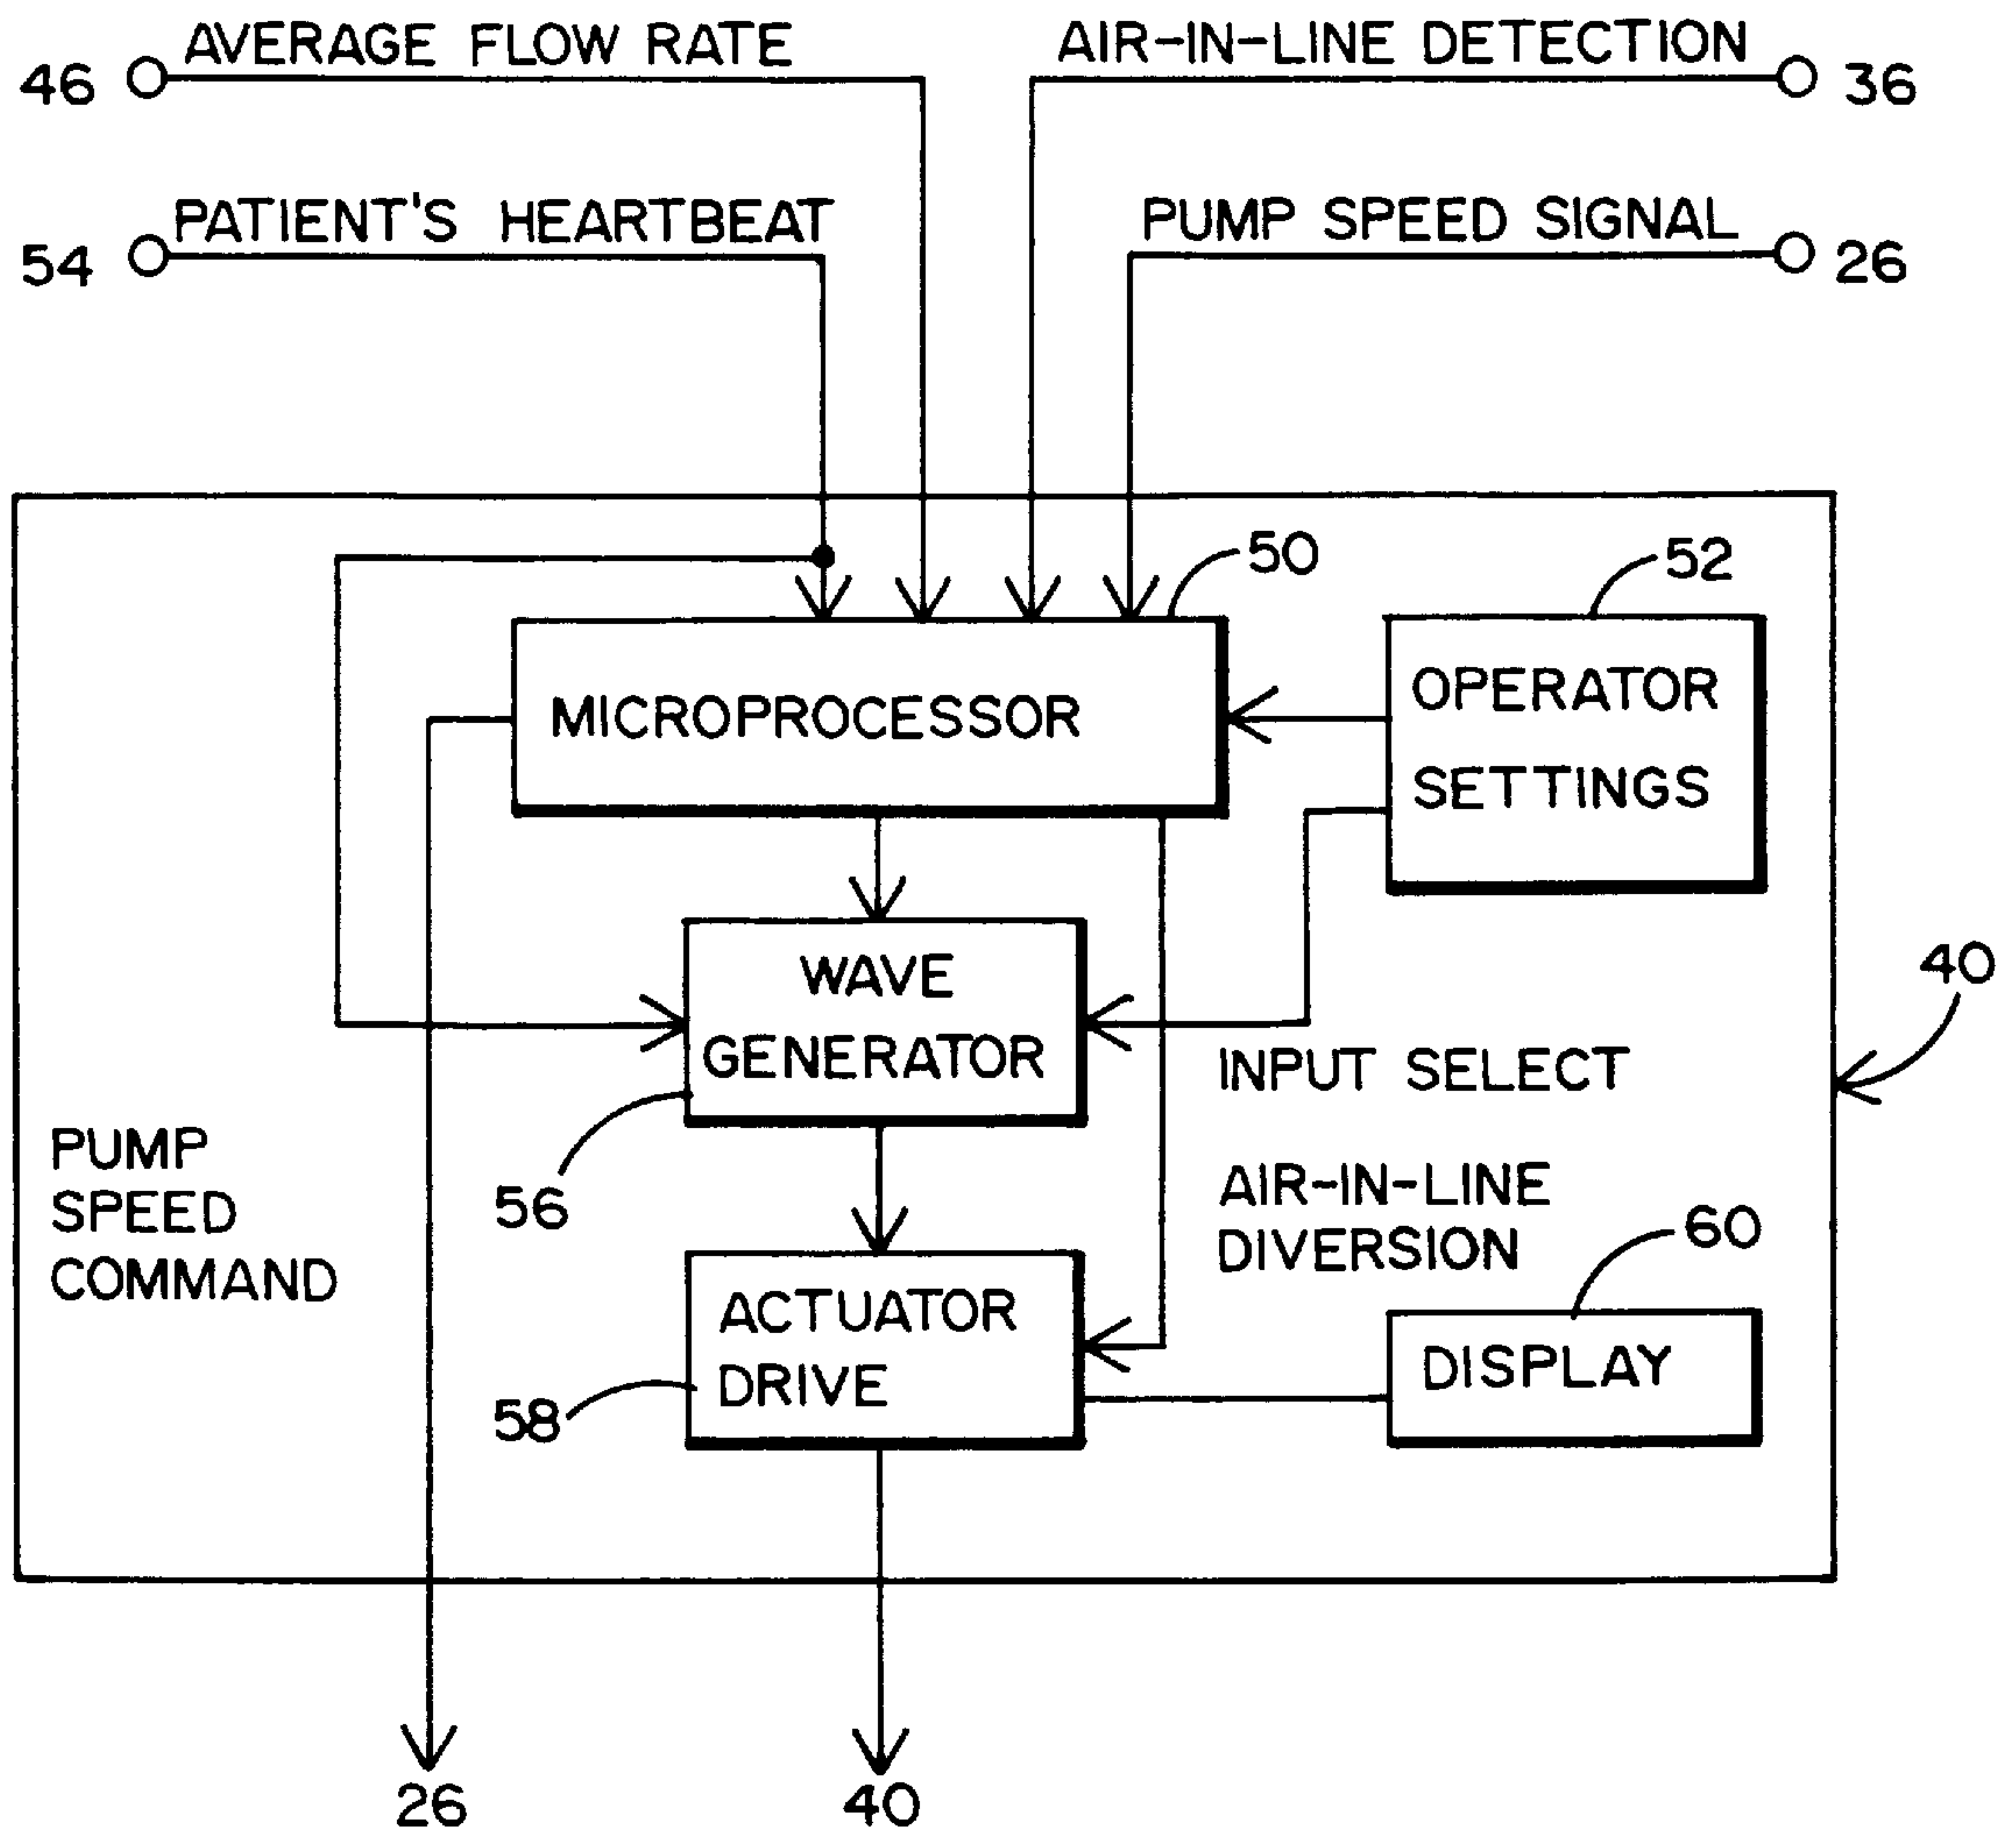 AVERAGE FLOW RATE
46
AIR-IN-LINE DETECTION
36
PATIENT'S HEARTBEAT
54
PUMP SPEED SIGNAL
26
50
52
MICROPROCESSOR
OPERATOR
SETTINGS
40
WAVE
GENERATOR
56
INPUT SELECT
PUMP
SPEED
COMMAND
AIR-IN-LINE
DIVERSION
60
ACTUATOR
DRIVE
58
DISPLAY
26
40